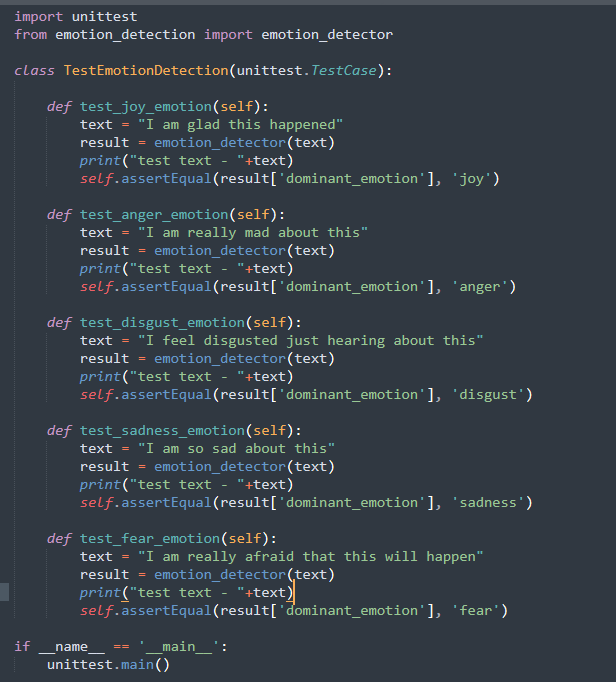 import unittest
from emotion_detection import emotion_detector

class TestEmotionDetection(unittest.TestCase):

    def test_joy_emotion(self):
        text = "I am glad this happened"
        result = emotion_detector(text)
        print("test text - "+text)
        self.assertEqual(result['dominant_emotion'], 'joy')

    def test_anger_emotion(self):
        text = "I am really mad about this"
        result = emotion_detector(text)
        print("test text - "+text)
        self.assertEqual(result['dominant_emotion'], 'anger')

    def test_disgust_emotion(self):
        text = "I feel disgusted just hearing about this"
        result = emotion_detector(text)
        print("test text - "+text)
        self.assertEqual(result['dominant_emotion'], 'disgust')

    def test_sadness_emotion(self):
        text = "I am so sad about this"
        result = emotion_detector(text)
        print("test text - "+text)
        self.assertEqual(result['dominant_emotion'], 'sadness')

    def test_fear_emotion(self):
        text = "I am really afraid that this will happen"
        result = emotion_detector(text)
        print("test text - "+text)
        self.assertEqual(result['dominant_emotion'], 'fear')

if __name__ == '__main__':
    unittest.main()